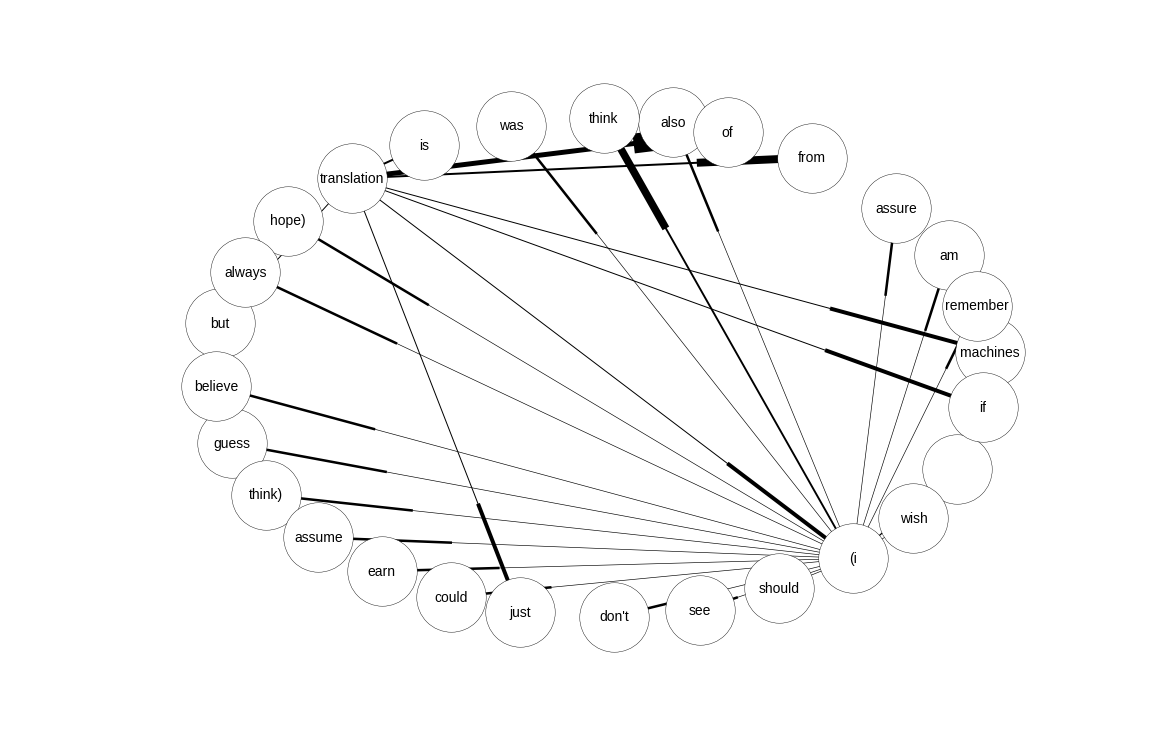 think
also
was
of
is
from
translation
assure
hope)
am
always
remember
but
machines
believe
if
guess
think)
wish
assume
(i
earn
should
could
see
just
don't